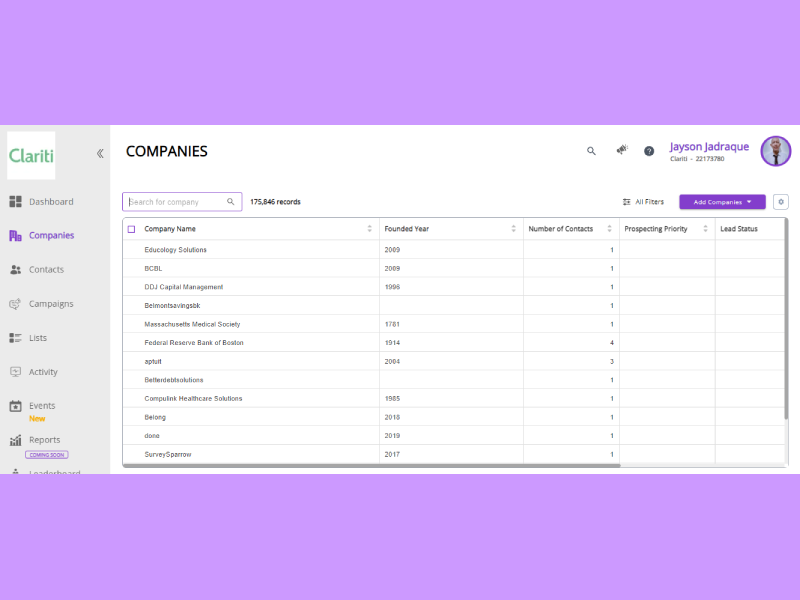 Clariti
COMPANIES
Jayson Jadraque
Clariti - 22173780
Dashboard
Companies
Contacts
Campaigns
Lists
Activity
Events
New
Reports
COMING SOON
Leaderboard
Search for company
175,846 records
All Filters
Add Companies
Company Name Founded Year Number of Contacts Prospecting Priority Lead Status
Educology Solutions 2009 1
BCBL 2009 1
DDJ Capital Management 1996 1
Belmontsavingsbk 1
Massachusetts Medical Society 1781 1
Federal Reserve Bank of Boston 1914 4
aptuit 2004 3
Betterdebtsolutions 1
Compulink Healthcare Solutions 1985 1
Belong 2018 1
done 2019 1
SurveySparrow 2017 1